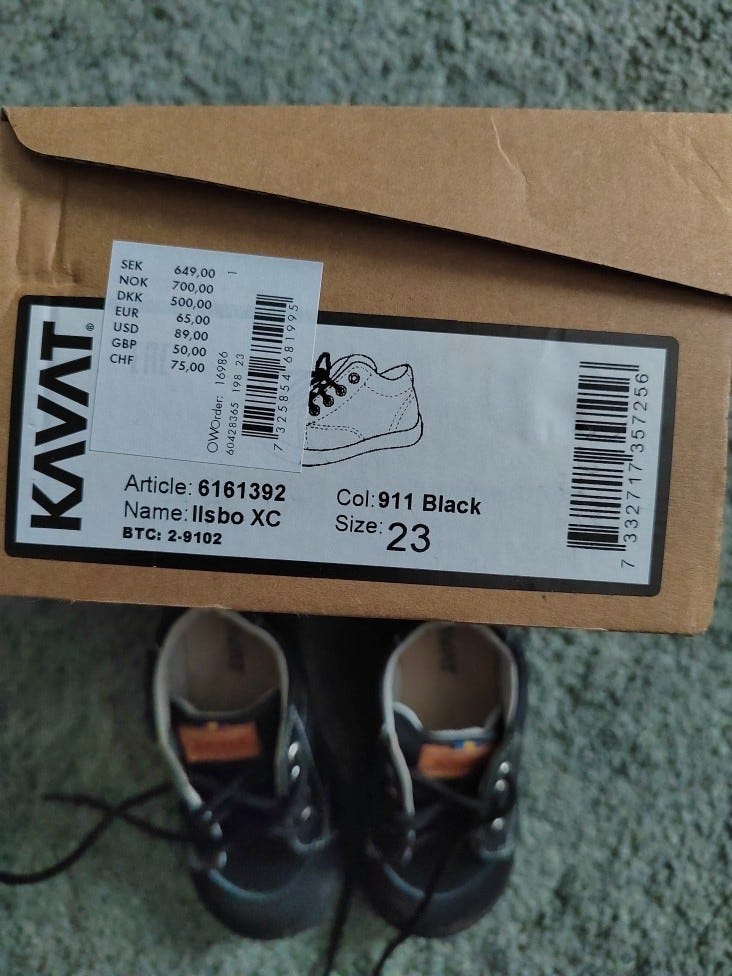 SEK 649,00 1
NOK 700,00
DKK 500,00
EUR 65,00
USD 89,00
GBP 50,00
CHF 75,00
OWOrder: 16986
60428365 198 23
7 325854 681995
KAVAT®
Article: 6161392
Name: Ilsbo XC
BTC: 2-9102
Col: 911 Black
Size: 23
7 332717 357256